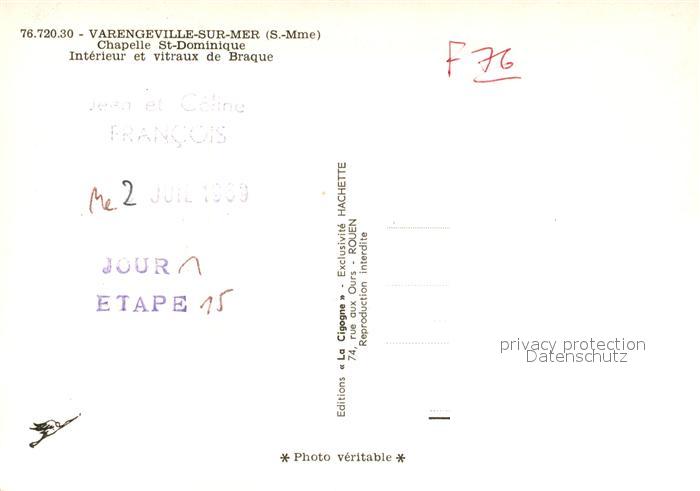 76.720.30 - VARENGEVILLE-SUR-MER (S.-Mme)
Chapelle St-Dominique
Intérieur et vitraux de Braque
F 76
Jean et Céline
FRANÇOIS
Me 2 JUIL 1969
JOUR 1
ETAPE 15
Editions « La Cigogne » - Exclusivité HACHETTE
74, rue aux Ours - ROUEN
Reproduction interdite
privacy protection
Datenschutz
* Photo véritable *